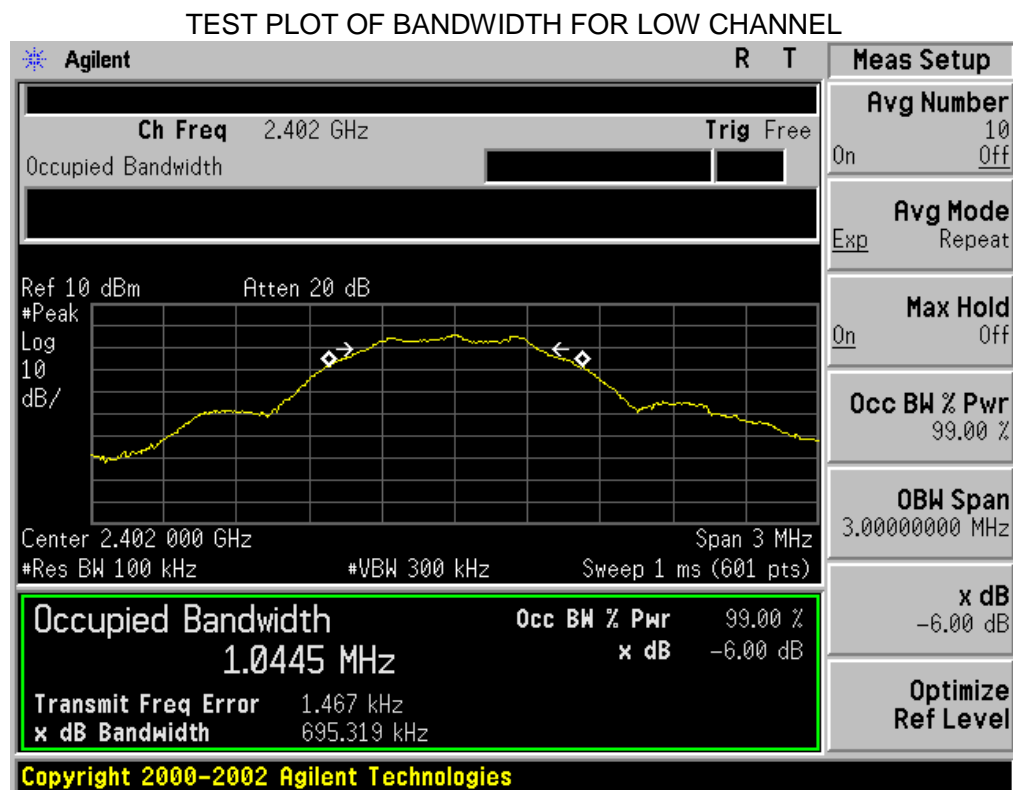 TEST PLOT OF BANDWIDTH FOR LOW CHANNEL
Agilent R T
Ch Freq 2.402 GHz Trig Free
Occupied Bandwidth
Ref 10 dBm Atten 20 dB
#Peak
Log
10
dB/
Center 2.402 000 GHz Span 3 MHz
#Res BW 100 kHz #VBW 300 kHz Sweep 1 ms (601 pts)
Occupied Bandwidth Occ BW % Pwr 99.00 %
1.0445 MHz x dB -6.00 dB
Transmit Freq Error 1.467 kHz
x dB Bandwidth 695.319 kHz
Copyright 2000-2002 Agilent Technologies
Meas Setup
Avg Number
10
On Off
Avg Mode
Exp Repeat
Max Hold
On Off
Occ BW % Pwr
99.00 %
OBW Span
3.00000000 MHz
x dB
-6.00 dB
Optimize
Ref Level